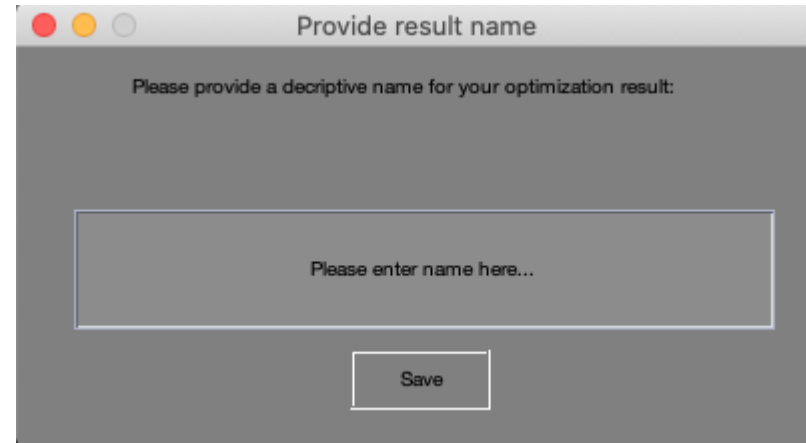 Provide result name
Please provide a decriptive name for your optimization result:
Please enter name here...
Save